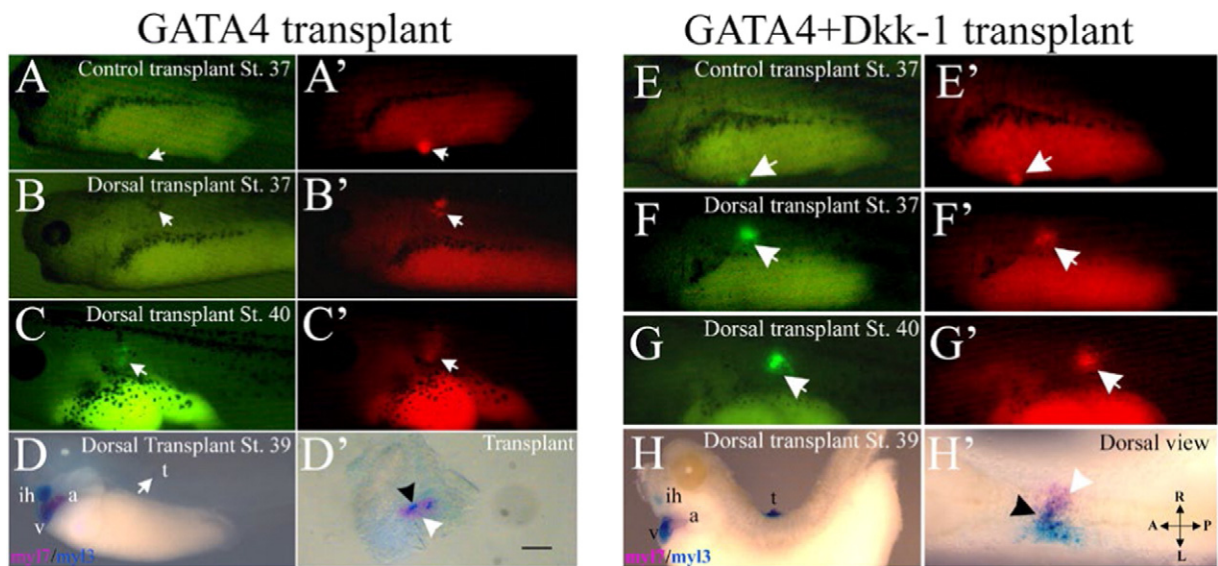 GATA4 transplant
GATA4+Dkk-1 transplant
A Control transplant St. 37
A'
E Control transplant St. 37
E'
B Dorsal transplant St. 37
B'
F Dorsal transplant St. 37
F'
C Dorsal transplant St. 40
C'
G Dorsal transplant St. 40
G'
D Dorsal Transplant St. 39
t
ih
a
v
myl7/myl3
D' Transplant
H Dorsal transplant St. 39
ih
t
a
v
myl7/myl3
H' Dorsal view
R
A P
L